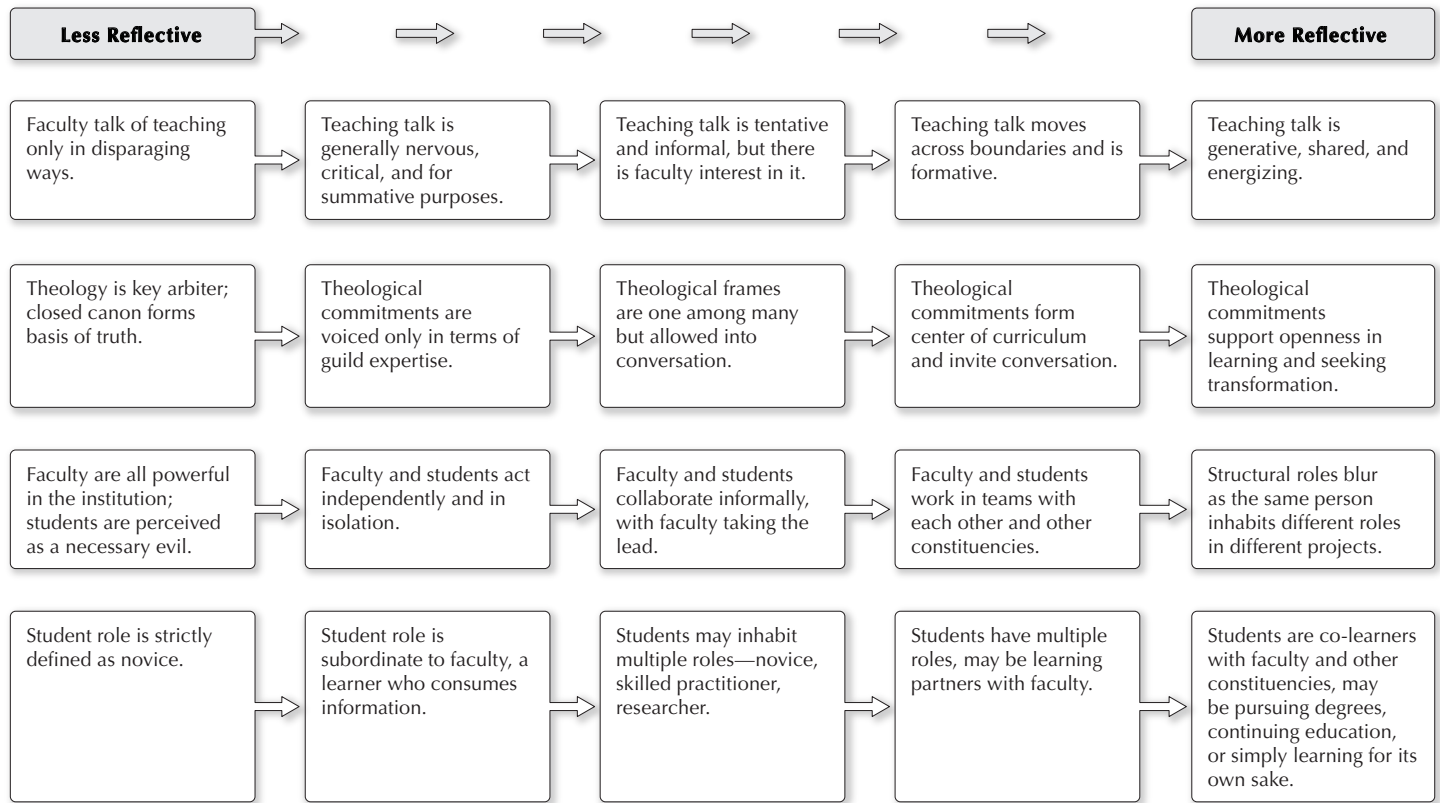 Less Reflective
More Reflective
Faculty talk of teaching
only in disparaging
ways.
Teaching talk is
generally nervous,
critical, and for
summative purposes.
Teaching talk is tentative
and informal, but there
is faculty interest in it.
Teaching talk moves
across boundaries and is
formative.
Teaching talk is
generative, shared, and
energizing.
Theology is key arbiter;
closed canon forms
basis of truth.
Theological
commitments are
voiced only in terms of
guild expertise.
Theological frames
are one among many
but allowed into
conversation.
Theological
commitments form
center of curriculum
and invite conversation.
Theological
commitments
support openness in
learning and seeking
transformation.
Faculty are all powerful
in the institution;
students are perceived
as a necessary evil.
Faculty and students act
independently and in
isolation.
Faculty and students
collaborate informally,
with faculty taking the
lead.
Faculty and students
work in teams with
each other and other
constituencies.
Structural roles blur
as the same person
inhabits different roles
in different projects.
Student role is strictly
defined as novice.
Student role is
subordinate to faculty, a
learner who consumes
information.
Students may inhabit
multiple roles—novice,
skilled practitioner,
researcher.
Students have multiple
roles, may be learning
partners with faculty.
Students are co-learners
with faculty and other
constituencies, may
be pursuing degrees,
continuing education,
or simply learning for its
own sake.